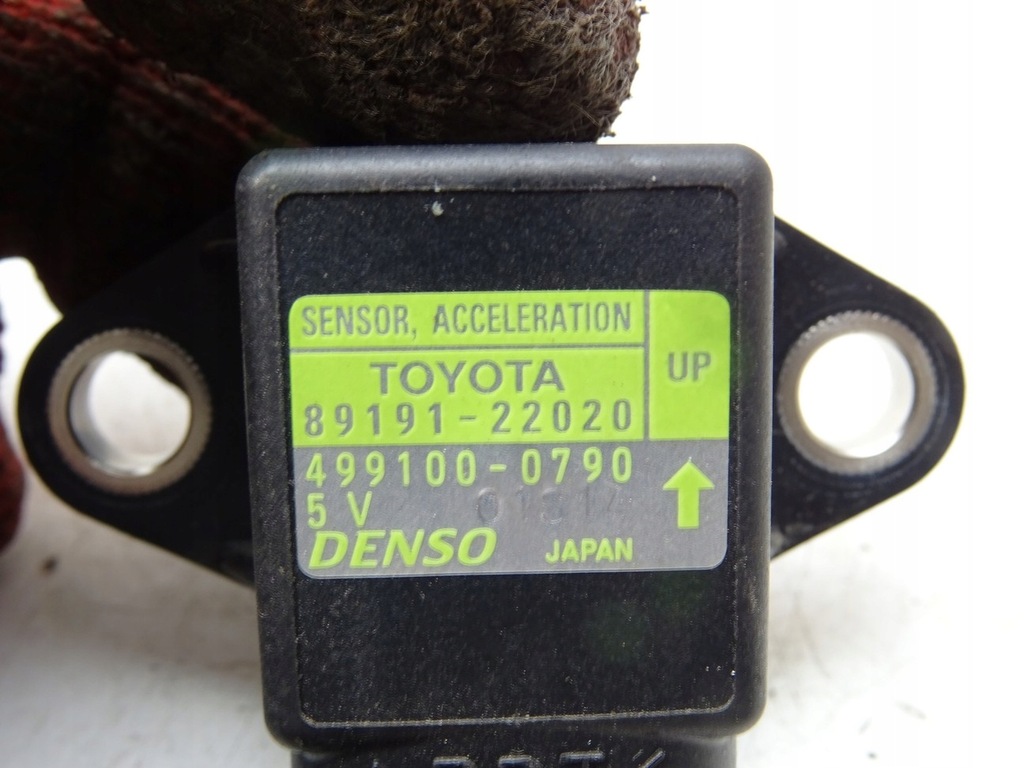 SENSOR, ACCELERATION
UP
TOYOTA
89191-22020
499100-0790
5 V
DENSO JAPAN